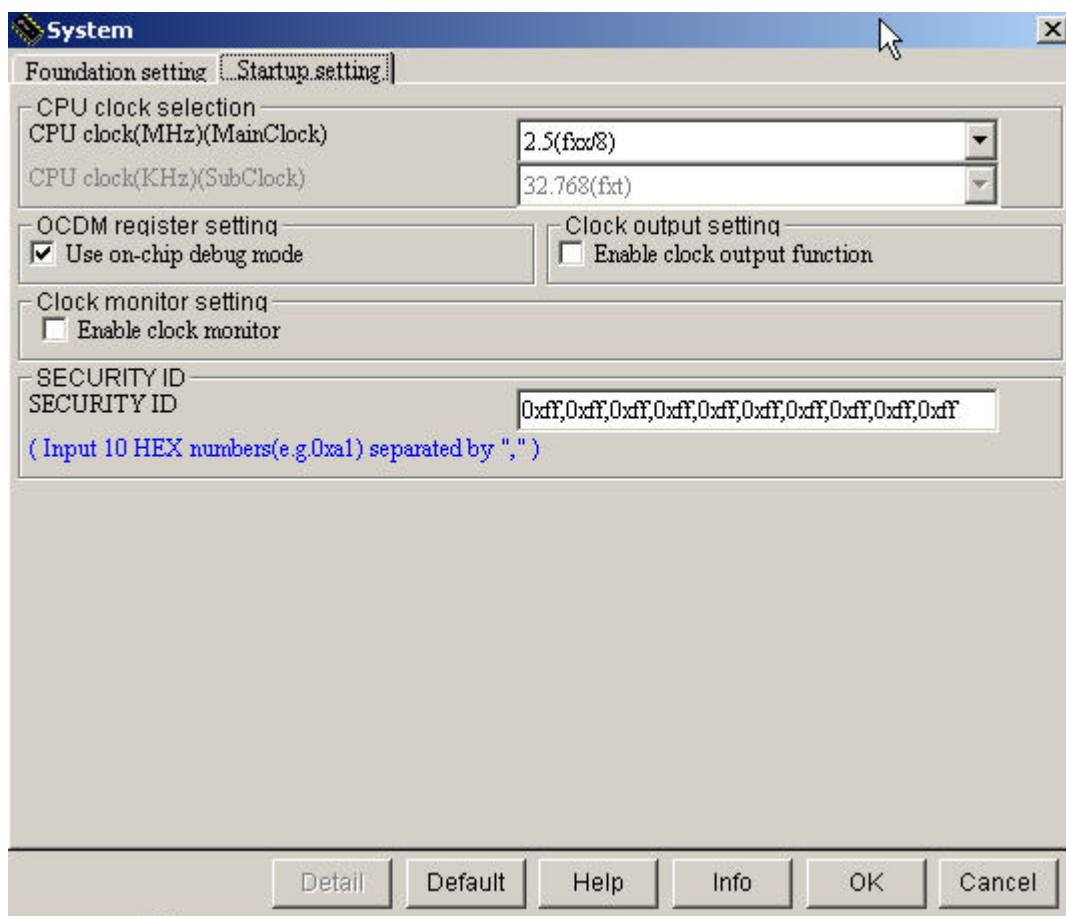 System
Foundation setting Startup setting
CPU clock selection
CPU clock(MHz)(MainClock) 2.5(fxx/8)
CPU clock(KHz)(SubClock) 32.768(fxt)
OCDM register setting Clock output setting
Use on-chip debug mode Enable clock output function
Clock monitor setting
Enable clock monitor
SECURITY ID
SECURITY ID 0xff,0xff,0xff,0xff,0xff,0xff,0xff,0xff,0xff,0xff
( Input 10 HEX numbers(e.g.0xa1) separated by "," )
Detail Default Help Info OK Cancel